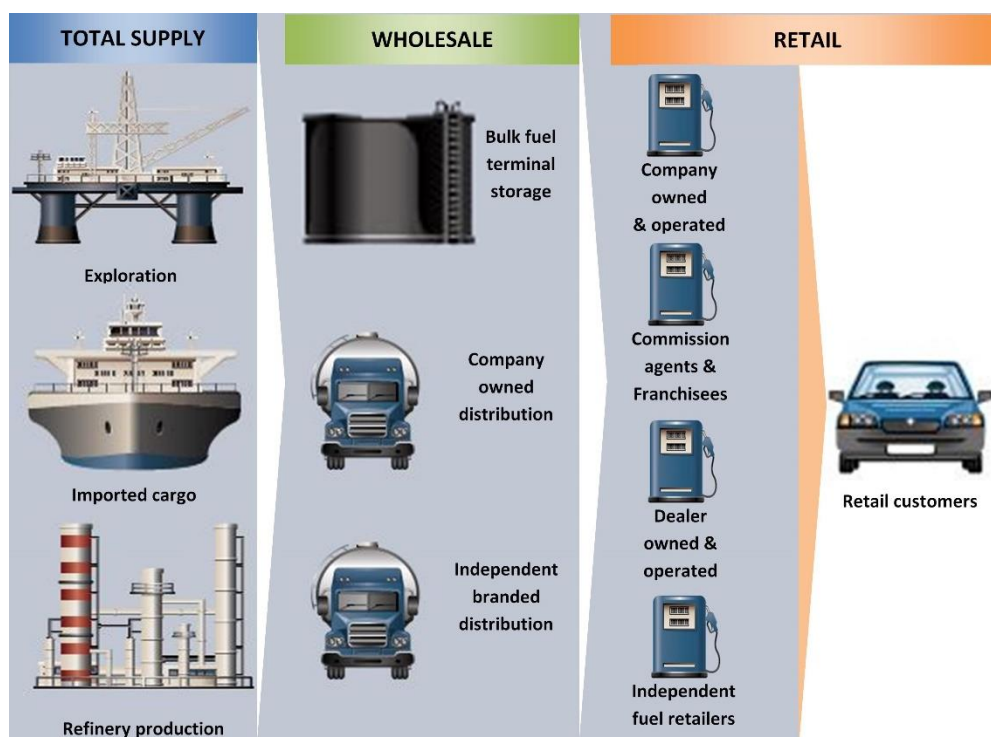 TOTAL SUPPLY
WHOLESALE
RETAIL
Exploration
Imported cargo
Refinery production
Bulk fuel
terminal
storage
Company
owned
distribution
Independent
branded
distribution
Company
owned
& operated
Commission
agents &
Franchisees
Dealer
owned &
operated
Independent
fuel retailers
Retail customers